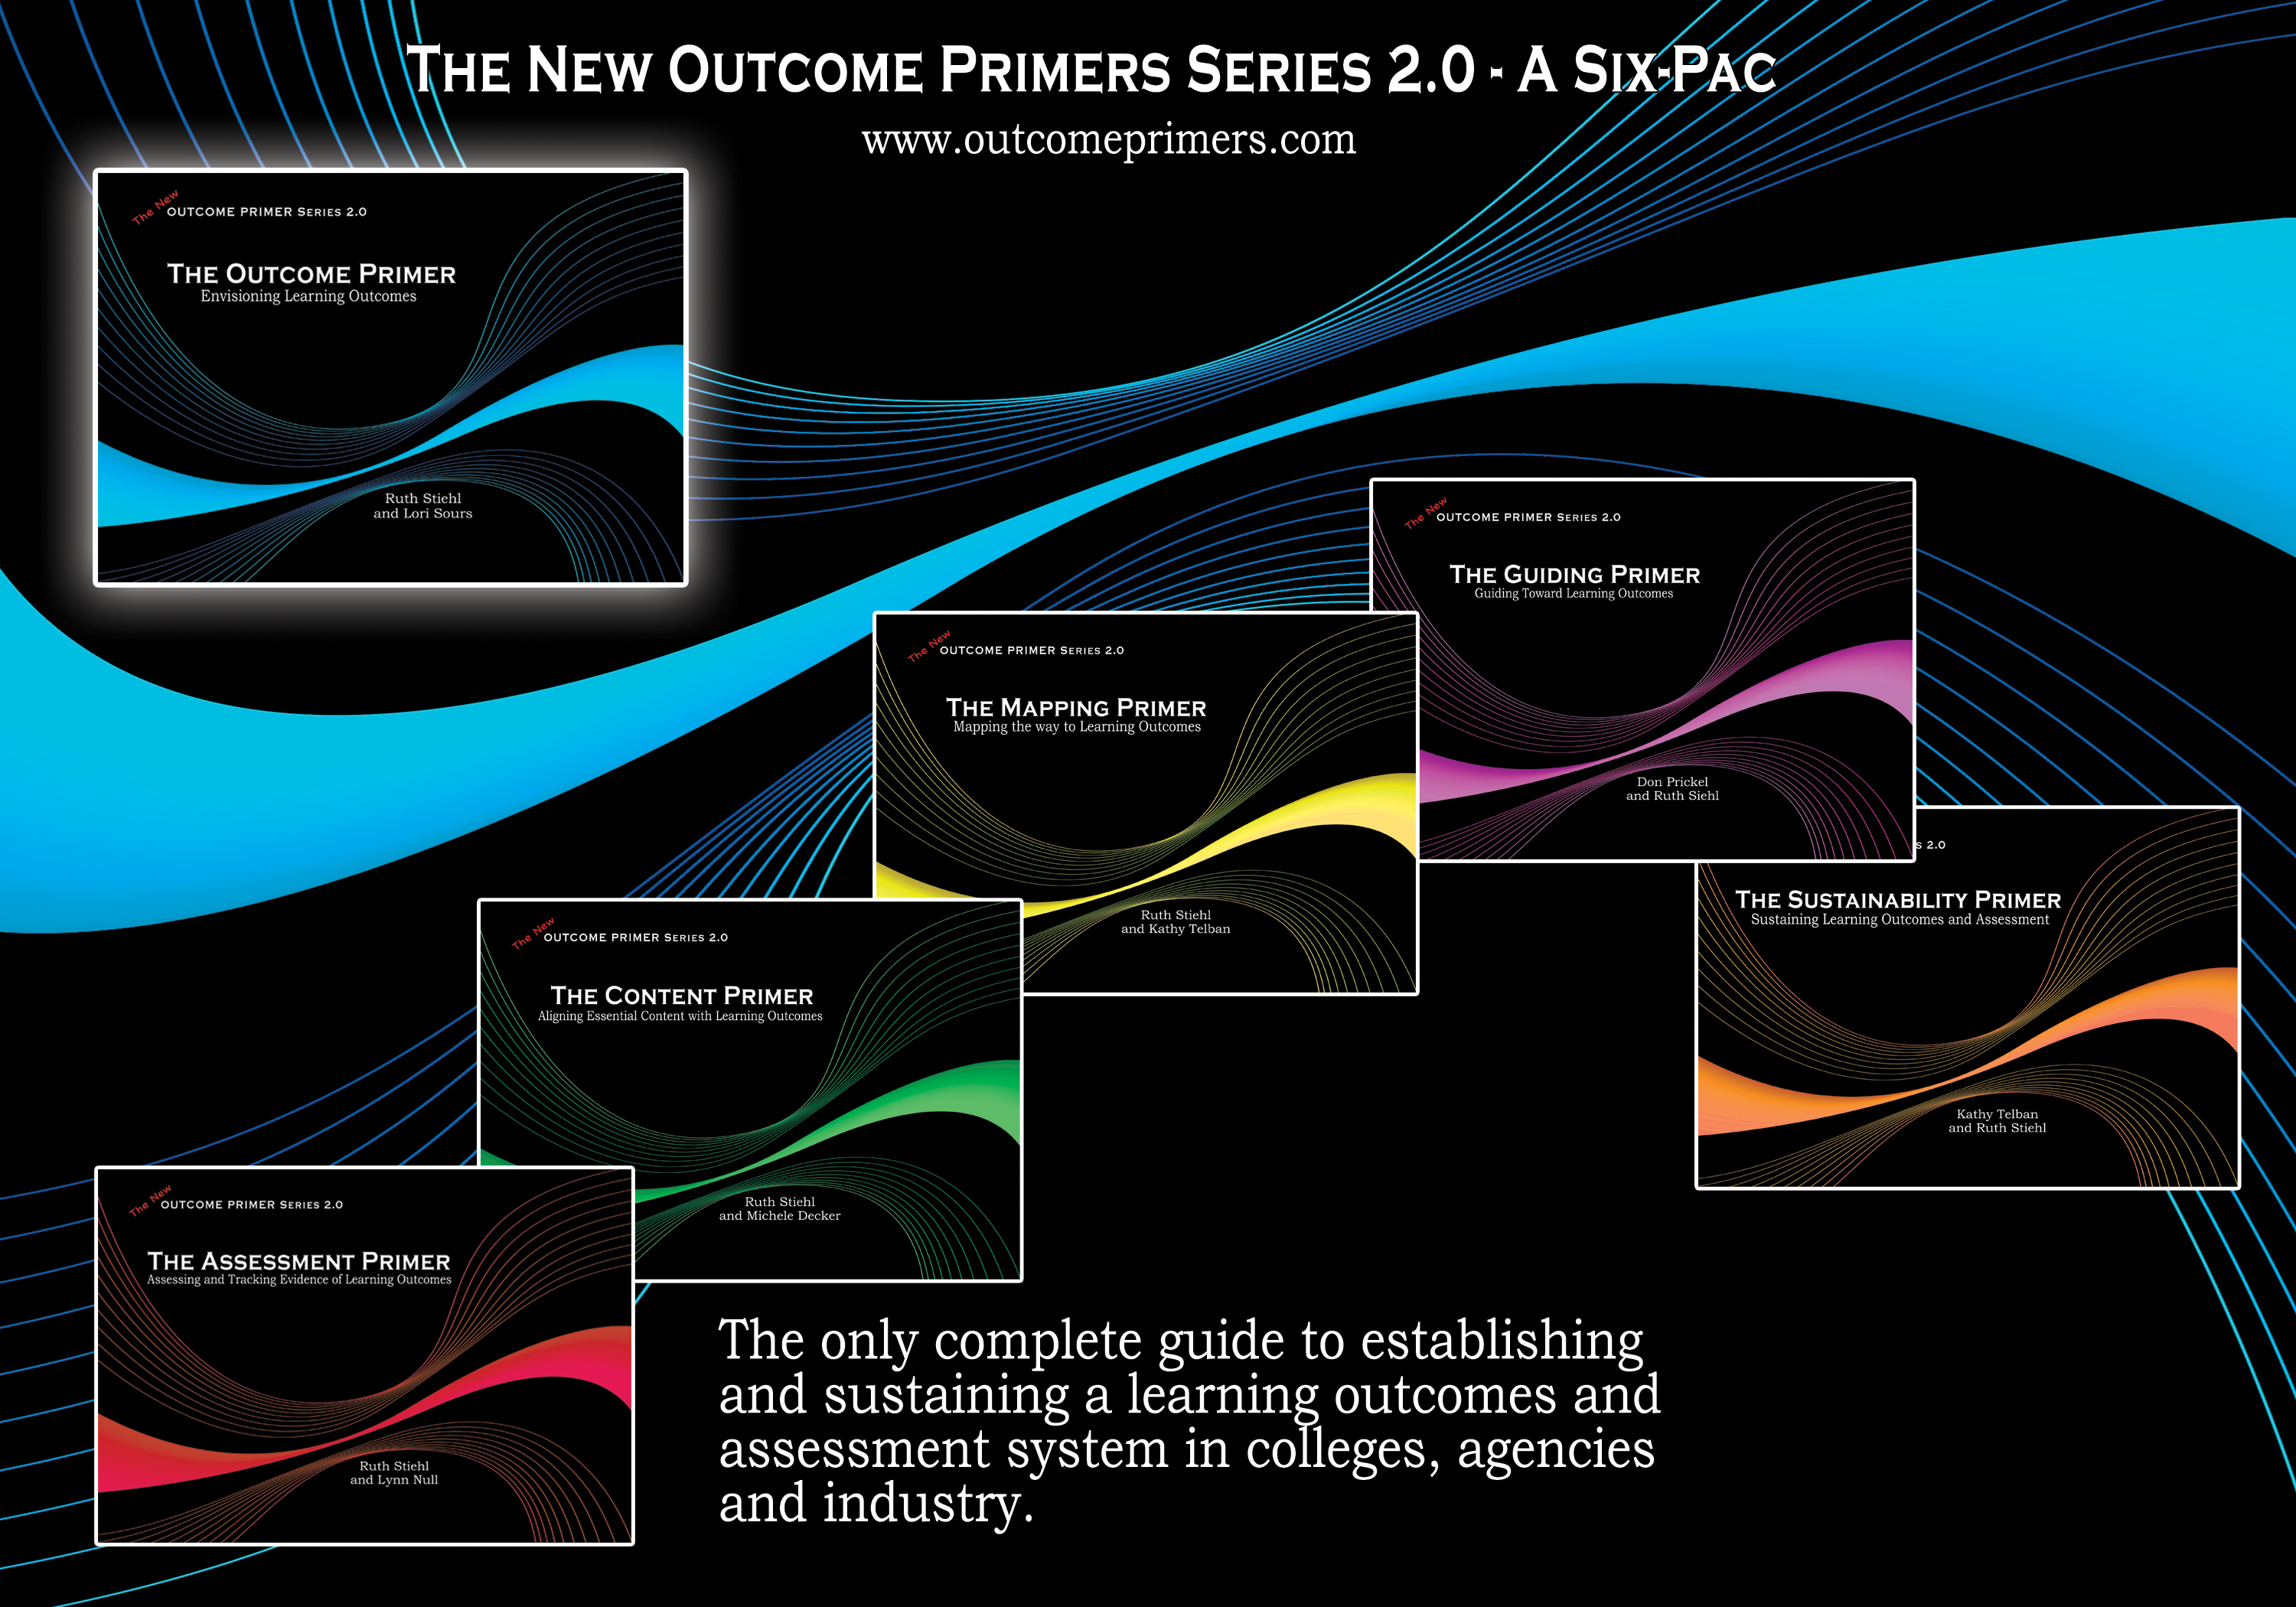 The New Outcome Primers Series 2.0 - A Six-Pac
www.outcomeprimers.com
The New
OUTCOME PRIMER Series 2.0
The Outcome Primer
Envisioning Learning Outcomes
Ruth Stiehl
and Lori Sours
The New
OUTCOME PRIMER Series 2.0
The Guiding Primer
Guiding Toward Learning Outcomes
Don Prickel
and Ruth Siehl
The New
OUTCOME PRIMER Series 2.0
The Mapping Primer
Mapping the way to Learning Outcomes
Ruth Stiehl
and Kathy Telban
s 2.0
The Sustainability Primer
Sustaining Learning Outcomes and Assessment
Kathy Telban
and Ruth Stiehl
The New
OUTCOME PRIMER Series 2.0
The Content Primer
Aligning Essential Content with Learning Outcomes
Ruth Stiehl
and Michele Decker
The New
OUTCOME PRIMER Series 2.0
The Assessment Primer
Assessing and Tracking Evidence of Learning Outcomes
Ruth Stiehl
and Lynn Null
The only complete guide to establishing
and sustaining a learning outcomes and
assessment system in colleges, agencies
and industry.